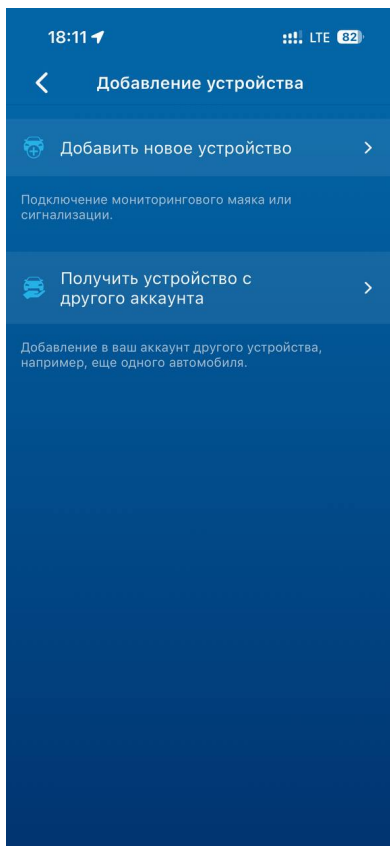 18:11
LTE 82
Добавление устройства
Добавить новое устройство
Подключение мониторингового маяка или
сигнализации.
Получить устройство с
другого аккаунта
Добавление в ваш аккаунт другого устройства,
например, еще одного автомобиля.